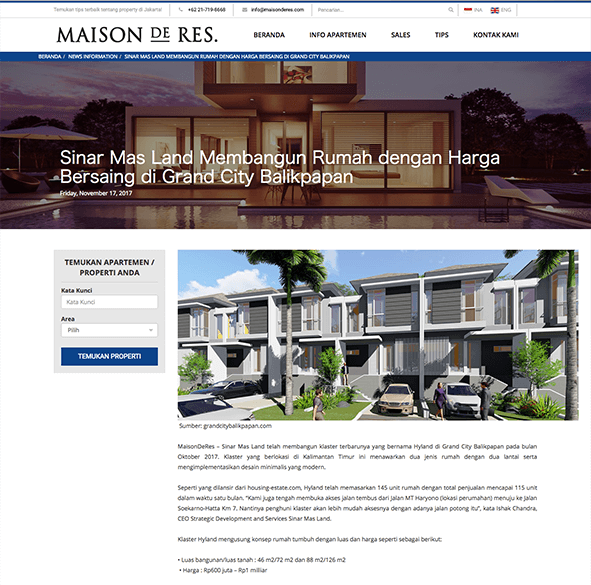 Temukan tips terbaik tentang property di Jakarta!
+62 21-719-6668
info@maisonderes.com
Pencarian...
INA
ENG
MAISON DE RES.
BERANDA
INFO APARTEMEN
SALES
TIPS
KONTAK KAMI
BERANDA / NEWS INFORMATION / SINAR MAS LAND MEMBANGUN RUMAH DENGAN HARGA BERSAING DI GRAND CITY BALIKPAPAN
Sinar Mas Land Membangun Rumah dengan Harga
Bersaing di Grand City Balikpapan
Friday, November 17, 2017
TEMUKAN APARTEMEN /
PROPERTI ANDA
Kata Kunci
Kata Kunci
Area
Pilih
TEMUKAN PROPERTI
Sumber: grandcitybalikpapan.com
MaisonDeRes – Sinar Mas Land telah membangun klaster terbarunya yang bernama Hyland di Grand City Balikpapan pada bulan
Oktober 2017. Klaster yang berlokasi di Kalimantan Timur ini menawarkan dua jenis rumah dengan dua lantai serta
mengimplementasikan desain minimalis yang modern.
Seperti yang dilansir dari housing-estate.com, Hyland telah memasarkan 145 unit rumah dengan total penjualan mencapai 115 unit
dalam waktu satu bulan. “Kami juga tengah membuka akses jalan tembus dari Jalan MT Haryono (lokasi perumahan) menuju ke Jalan
Soekarno-Hatta Km 7. Nantinya penghuni klaster akan lebih mudah aksesnya dengan adanya jalan potong itu”, kata Ishak Chandra,
CEO Strategic Development and Services Sinar Mas Land.
Klaster Hyland mengusung konsep rumah tumbuh dengan luas dan harga seperti sebagai berikut:
• Luas bangunan/luas tanah : 46 m2/72 m2 dan 88 m2/126 m2
• Harga : Rp600 juta – Rp1 milliar